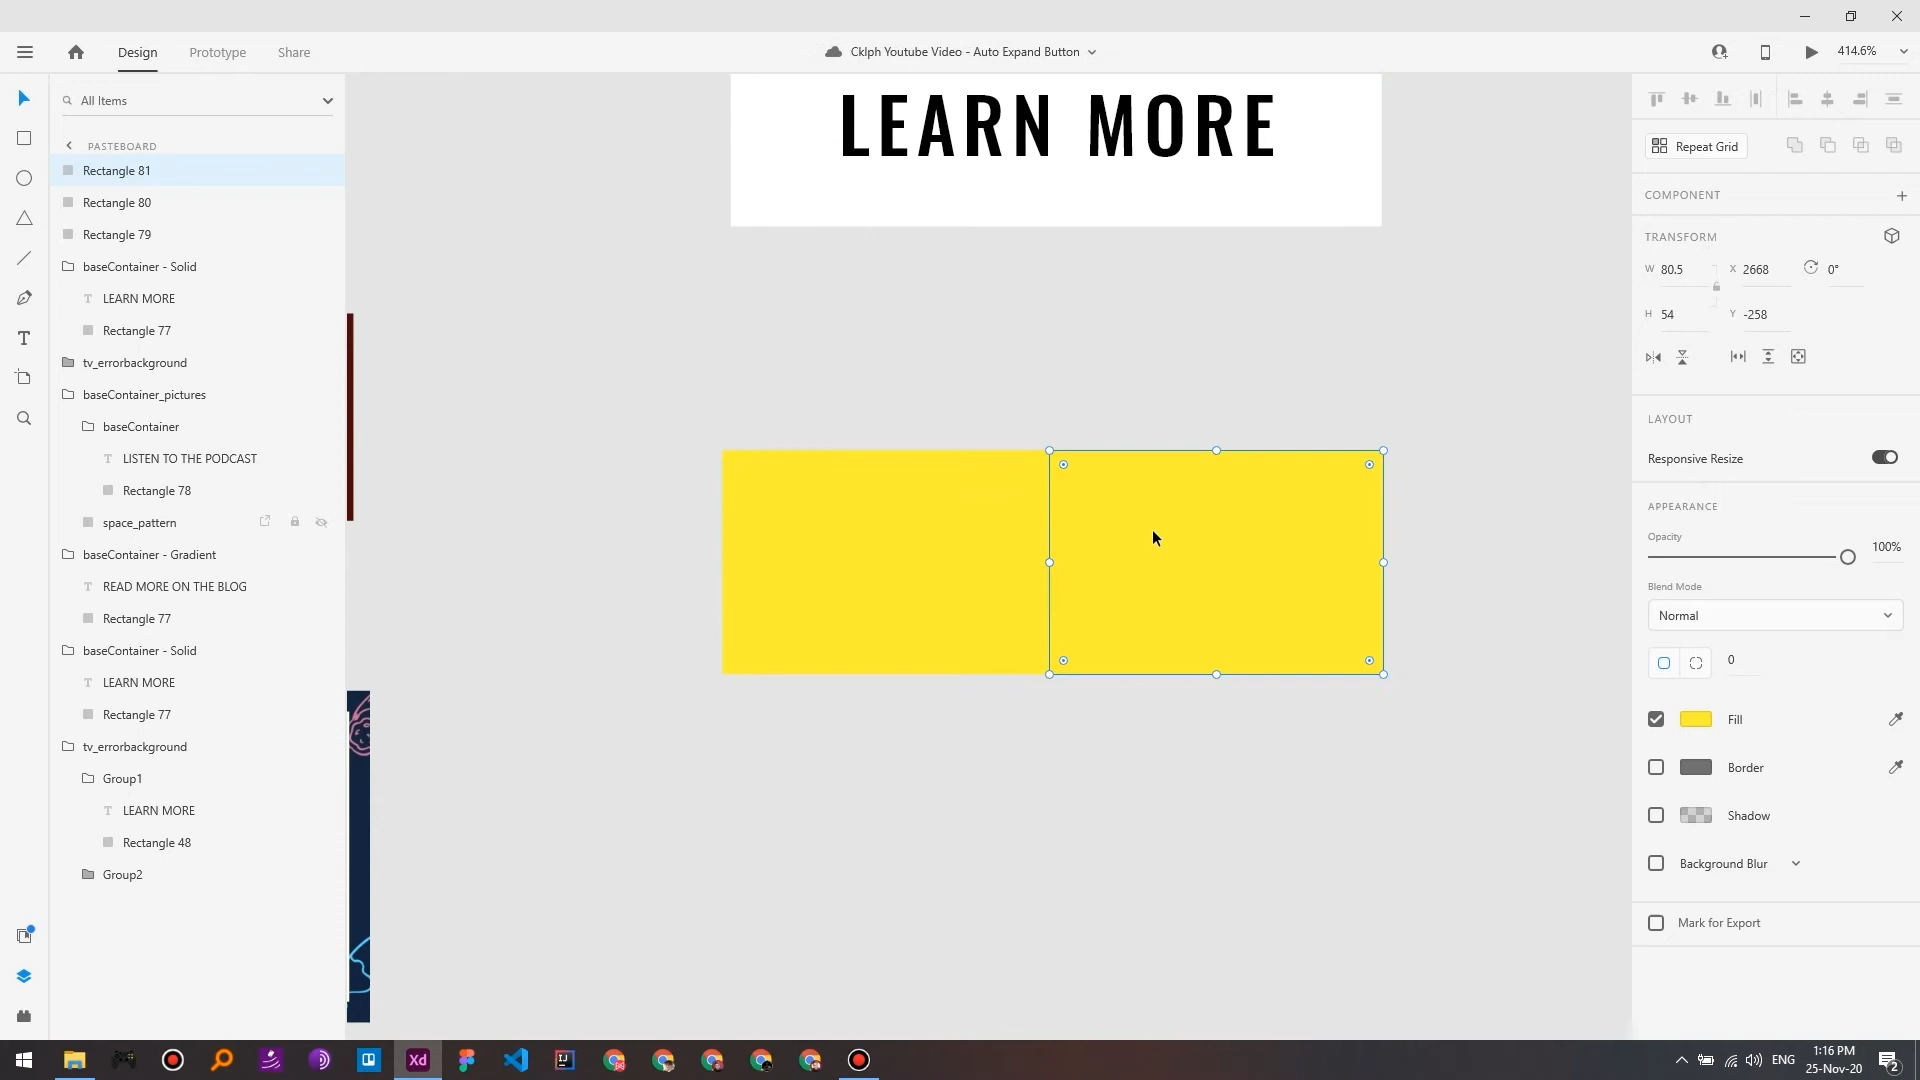 Design
Prototype
Share
Cklph Youtube Video - Auto Expand Button
414.6%
All Items
PASTEBOARD
Rectangle 81
Rectangle 80
Rectangle 79
baseContainer - Solid
LEARN MORE
Rectangle 77
tv_errorbackground
baseContainer_pictures
baseContainer
LISTEN TO THE PODCAST
Rectangle 78
space_pattern
baseContainer - Gradient
READ MORE ON THE BLOG
Rectangle 77
baseContainer - Solid
LEARN MORE
Rectangle 77
tv_errorbackground
Group1
LEARN MORE
Rectangle 48
Group2
LEARN MORE
Repeat Grid
COMPONENT
TRANSFORM
W 80.5 X 2668 0°
H 54 Y -258
LAYOUT
Responsive Resize
APPEARANCE
Opacity
100%
Blend Mode
Normal
0
Fill
Border
Shadow
Background Blur
Mark for Export
Xd
IJ
ENG
1:16 PM
25-Nov-20
2